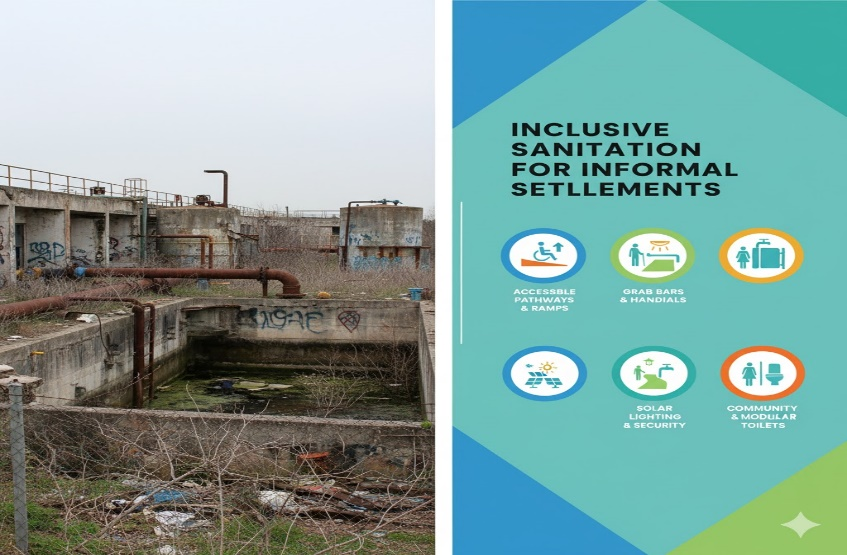 INCLUSIVE
SANITATION
FOR INFORMAL
SETLLEMENTS
ACCESSBLE
PATHWAYS
& RAMPS
GRAB BARS
& HANDIALS
SOLAR
LIGHTING
& SECURITY
COMMUNITY
& MODULAR
TOILETS